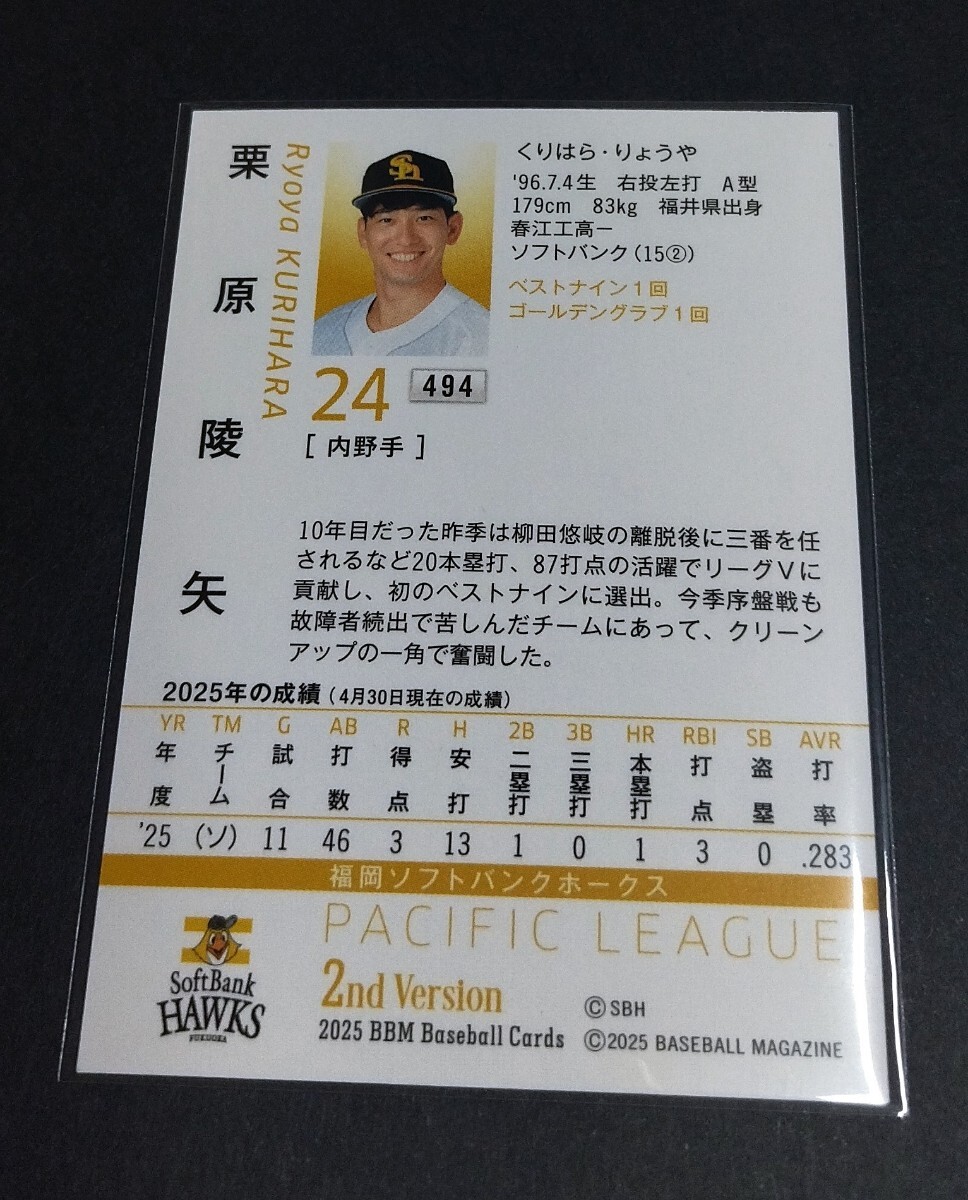 栗原陵矢
Ryoya KURIHARA
くりはら・りょうや
'96.7.4生 右投左打 A型
179cm 83kg 福井県出身
春江工高ー
ソフトバンク(15②)
ベストナイン1回
ゴールデングラブ1回
24
494
[ 内野手 ]
10年目だった昨季は柳田悠岐の離脱後に三番を任
されるなど20本塁打、87打点の活躍でリーグVに
貢献し、初のベストナインに選出。今季序盤戦も
故障者続出で苦しんだチームにあって、クリーン
アップの一角で奮闘した。
2025年の成績(4月30日現在の成績)
YR TM G AB R H 2B 3B HR RBI SB AVR
年度 チーム 試合 打数 得点 安打 二塁打 三塁打 本塁打 打点 盗塁 打率
'25 (ソ) 11 46 3 13 1 0 1 3 0 .283
福岡ソフトバンクホークス
PACIFIC LEAGUE
SoftBank
HAWKS
FUKUOKA
2nd Version
2025 BBM Baseball Cards
©SBH
©2025 BASEBALL MAGAZINE